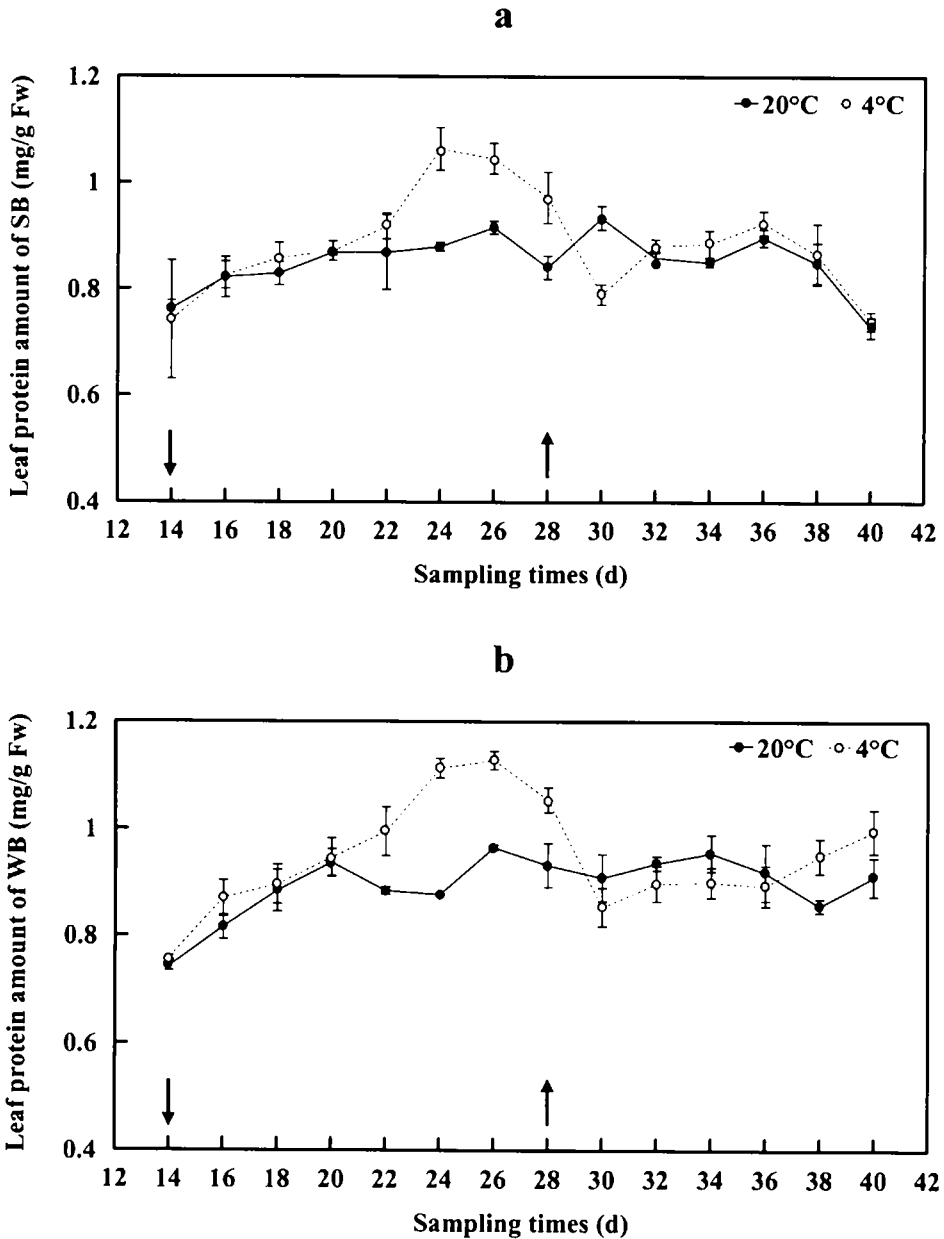 a
Leaf protein amount of SB (mg/g Fw)
1.2
1
0.8
0.6
0.4
20°C 4°C
12 14 16 18 20 22 24 26 28 30 32 34 36 38 40 42
Sampling times (d)
b
Leaf protein amount of WB (mg/g Fw)
1.2
1
0.8
0.6
0.4
20°C 4°C
12 14 16 18 20 22 24 26 28 30 32 34 36 38 40 42
Sampling times (d)